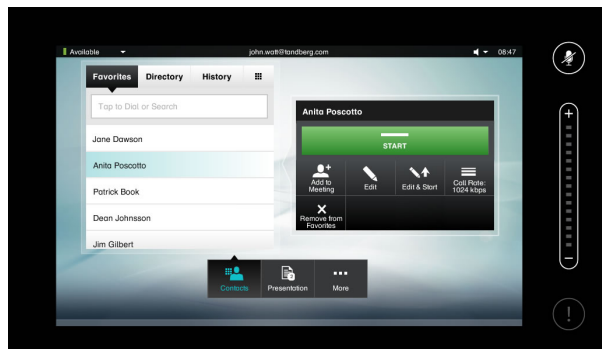 Available
john.watt@tandberg.com
08:47
Favorites
Directory
History
Tap to Dial or Search
Jane Dawson
Anita Poscotto
Patrick Book
Dean Johnsson
Jim Gilbert
Anita Poscotto
START
Add to
Meeting
Edit
Edit & Start
Call Rate:
1024 kbps
Remove from
Favorites
Contacts
Presentation
More
+
−
!